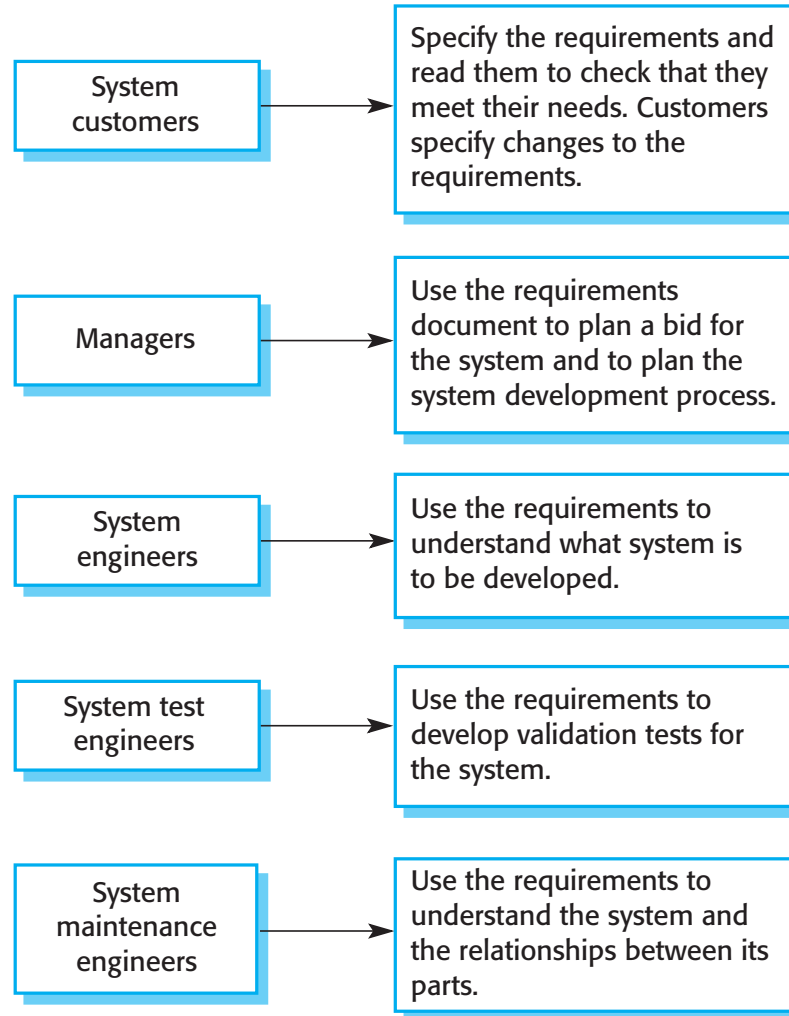 System
customers
Specify the requirements and
read them to check that they
meet their needs. Customers
specify changes to the
requirements.
Managers
Use the requirements
document to plan a bid for
the system and to plan the
system development process.
System
engineers
Use the requirements to
understand what system is
to be developed.
System test
engineers
Use the requirements to
develop validation tests for
the system.
System
maintenance
engineers
Use the requirements to
understand the system and
the relationships between its
parts.